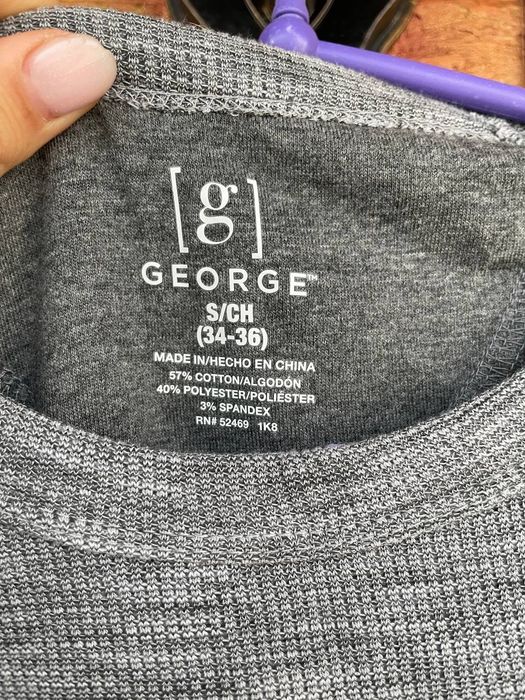 [g]
GEORGE™
S/CH
(34-36)
MADE IN/HECHO EN CHINA
57% COTTON/ALGODÓN
40% POLYESTER/POLIÉSTER
3% SPANDEX
RN# 52469 1K8